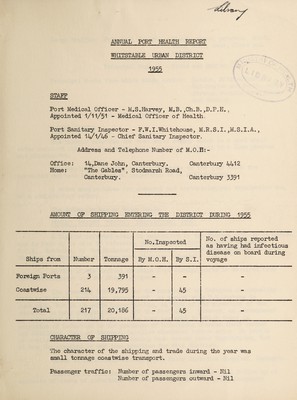 Library
ANNUAL PORT HEALTH REPORT
WHITSTABLE URBAN DISTRICT
1955
STAFF
Port Medical Officer - M.S.Harvey, M.B.,Ch.B.,D.P.H.,
Appointed 1/11/51 - Medical Officer of Health.
Port Sanitary Inspector - F.W.I.Whitehouse, M.R.S.I.,M.S.I.A.,
Appointed 14/1/46 - Chief Sanitary Inspector.
Address and Telephone Number of M.O.H:-
Office: 14,Dane John, Canterbury. Canterbury 4412
Home: "The Gables", Stodmarsh Road,
Canterbury. Canterbury 3391
AMOUNT OF SHIPPING ENTERING THE DISTRICT DURING 1955
Ships from Number Tonnage No.Inspected By M.O.H. By S.I. No. of ships reported as having had infectious disease on board during voyage
Foreign Ports 3 391 - - -
Coastwise 214 19,795 - 45 -
Total 217 20,186 - 45 -
CHARACTER OF SHIPPING
The character of the shipping and trade during the year was
small tonnage coastwise transport.
Passenger traffic: Number of passengers inward - Nil
Number of passengers outward - Nil